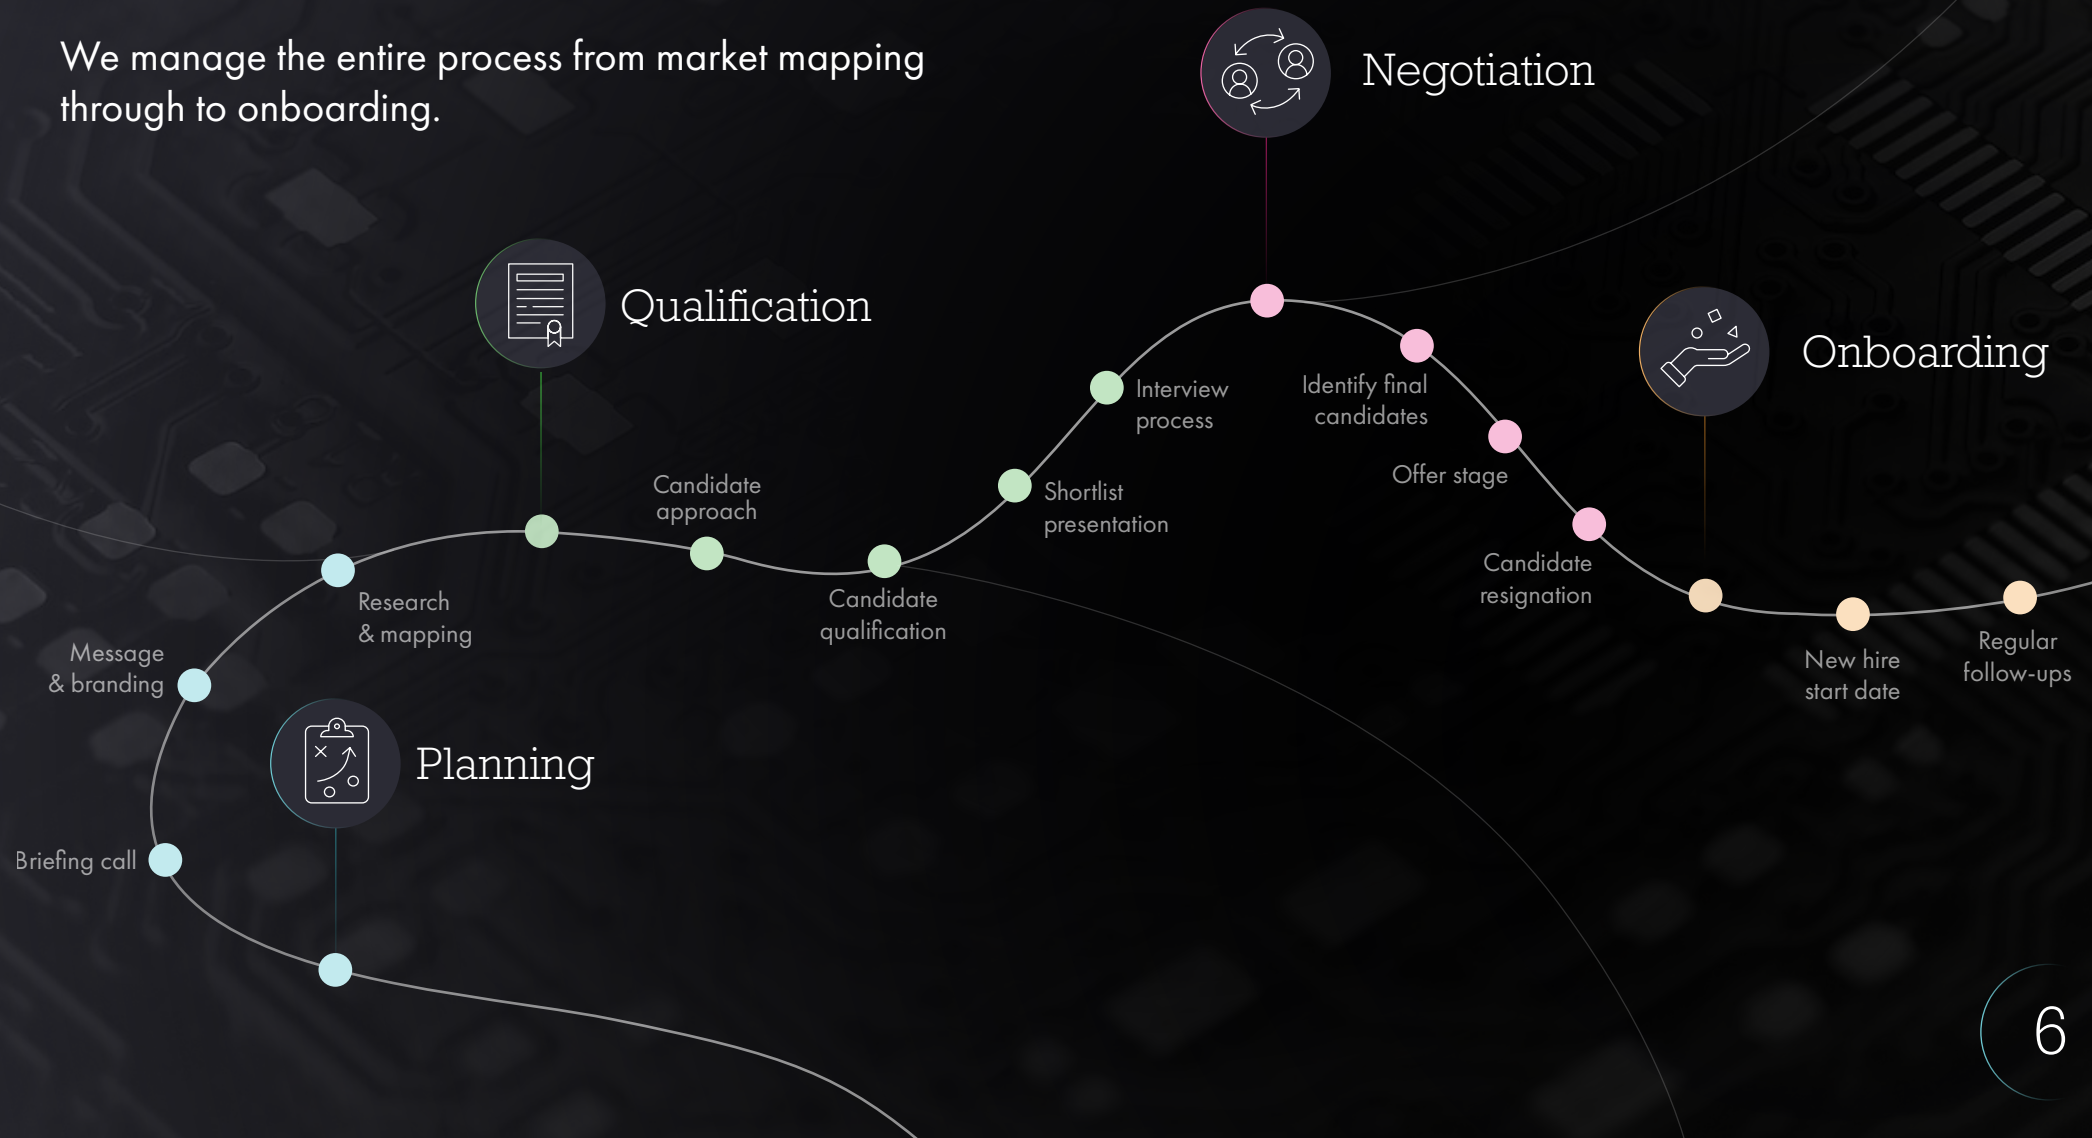 We manage the entire process from market mapping
through to onboarding.
Negotiation
Qualification
Onboarding
Planning
Briefing call
Message
& branding
Research
& mapping
Candidate
approach
Candidate
qualification
Shortlist
presentation
Interview
process
Identify final
candidates
Offer stage
Candidate
resignation
New hire
start date
Regular
follow-ups
6